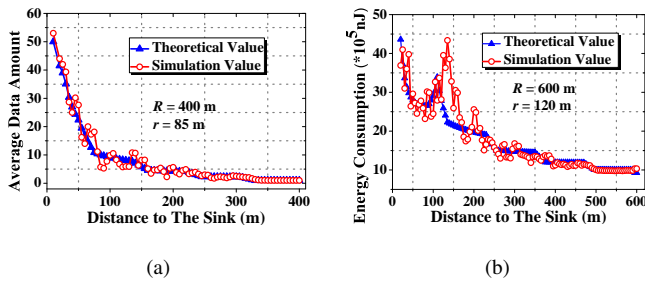 60
50
40
30
20
10
0
Average Data Amount
Theoretical Value
Simulation Value
R = 400 m
r = 85 m
0 100 200 300 400
Distance to The Sink (m)
(a)
50
40
30
20
10
0
Energy Consumption (*10⁵nJ)
Theoretical Value
Simulation Value
R = 600 m
r = 120 m
0 100 200 300 400 500 600
Distance to The Sink (m)
(b)